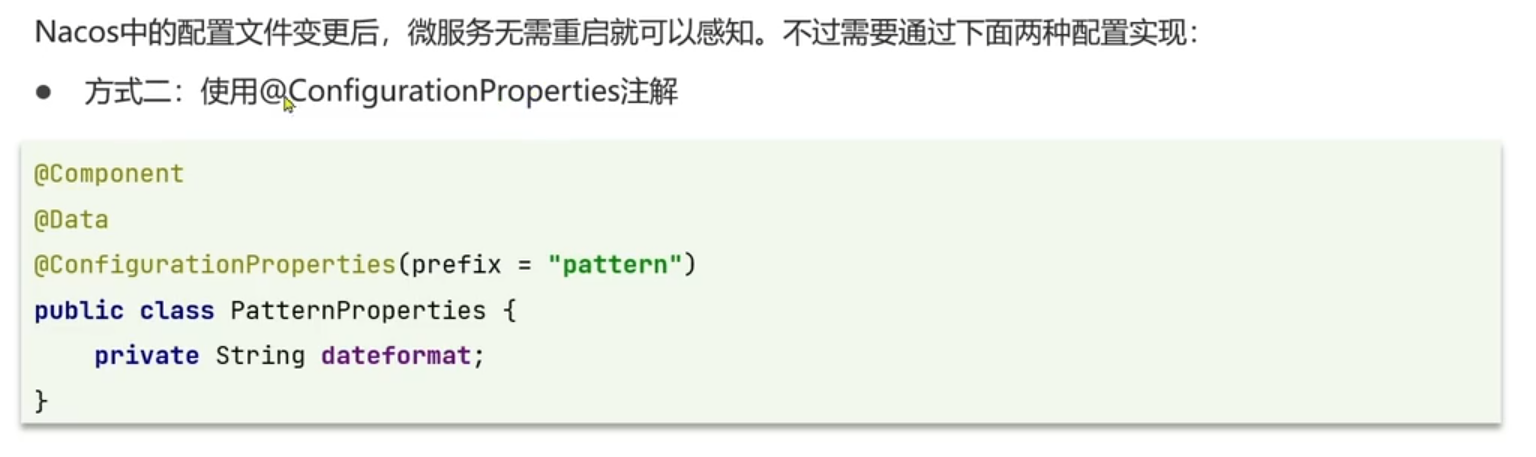 Nacos中的配置文件变更后，微服务无需重启就可以感知。不过需要通过下面两种配置实现：
● 方式二：使用@ConfigurationProperties注解
@Component
@Data
@ConfigurationProperties(prefix = "pattern")
public class PatternProperties {
    private String dateformat;
}